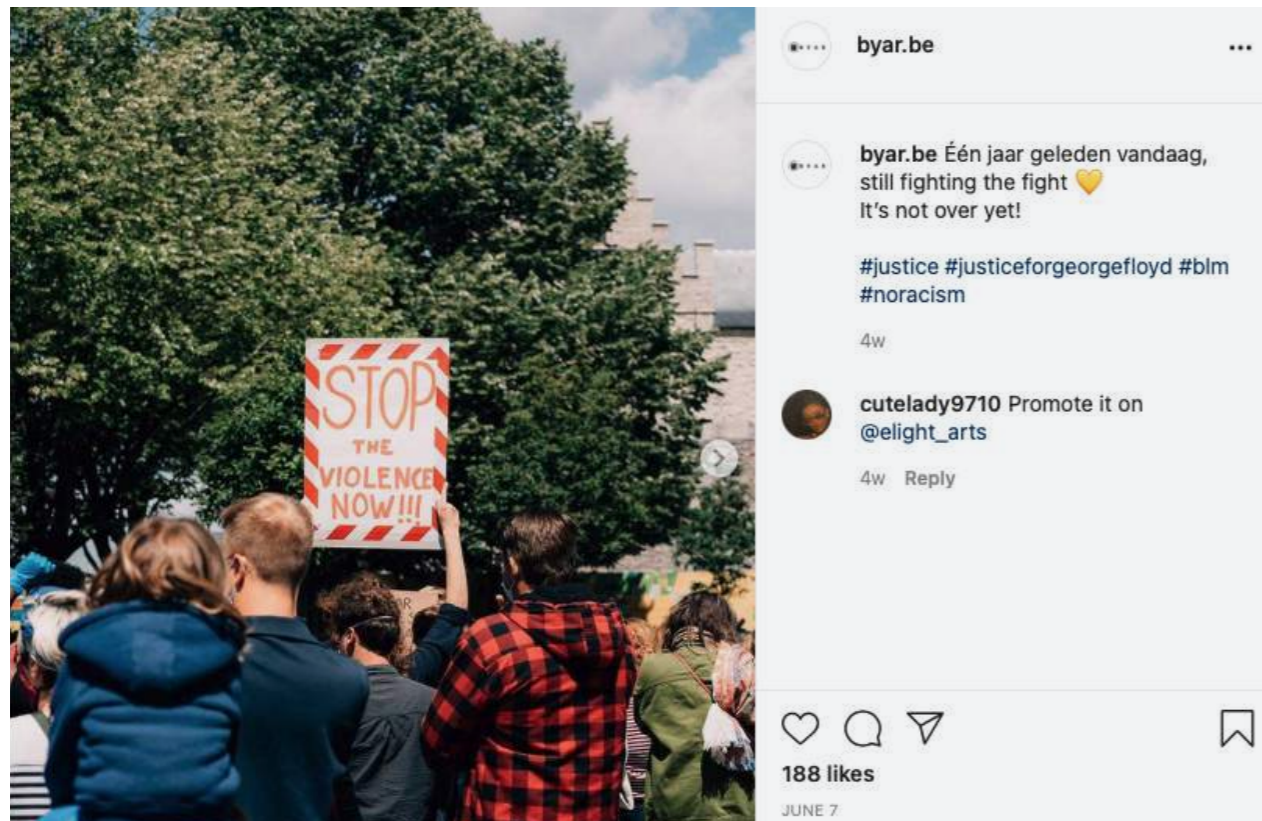 STOP
THE
VIOLENCE
NOW!!!
byar.be
byar.be Één jaar geleden vandaag,
still fighting the fight 💛
It's not over yet!
#justice #justiceforgeorgefloyd #blm
#noracism
4w
cutelady9710 Promote it on
@elight_arts
4w Reply
188 likes
JUNE 7